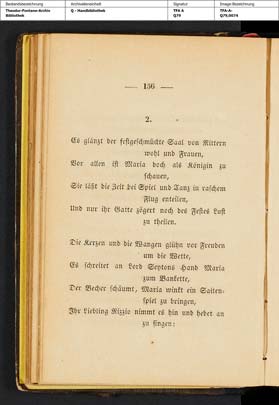 Bestandsbezeichnung Archiveinheit Signatur Image-Bezeichnung
Theodor-Fontane-Archiv Q - Handbibliothek TFA A TFA-A-
Bibliothek Q79 Q79,0074
— 156 —
2.
Es glänzt der festgeschmückte Saal von Rittern
wohl und Frauen,
Vor allen ist Maria doch als Königin zu
schauen,
Sie läßt die Zeit bei Spiel und Tanz in raschem
Flug enteilen,
Und nur ihr Gatte zögert noch des Festes Lust
zu theilen.
Die Kerzen und die Wangen glühn vor Freuden
um die Wette,
Es schreitet an Lord Seytons Hand Maria
zum Bankette,
Der Becher schäumt, Maria winkt ein Saiten-
spiel zu bringen,
Ihr Liebling Rizzio nimmt es hin und hebet an
zu singen: